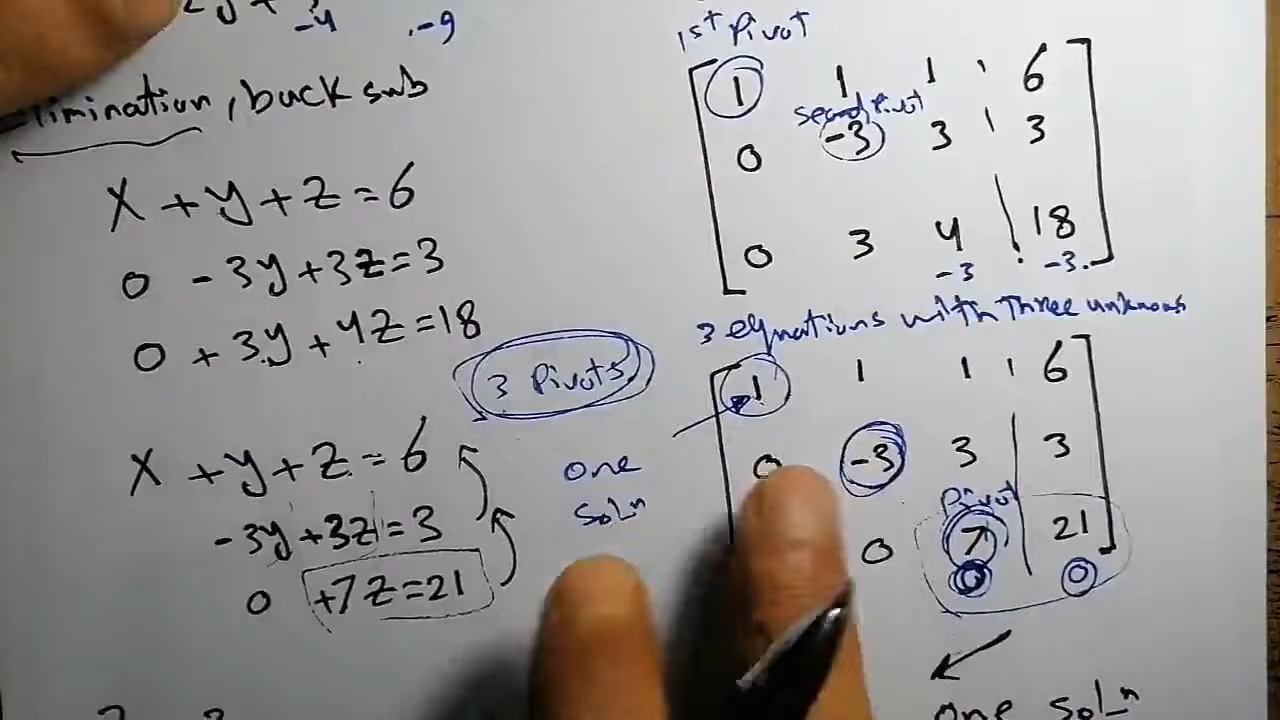 -4 .-9
limination, back sub
X + y + z = 6
0 - 3y + 3z = 3
0 + 3y + 4z = 18
3 Pivots
X + y + z = 6
-3y + 3z = 3
0 +7z = 21
one
soln
1st Pivot
1 1 1 6
second Pivot
0 -3 3 3
0 3 4 18
-3 -3.
3 equations with Three unknowns
1 1 1 6
0 -3 3 3
Pivot
0 7 21
0 0
one soln